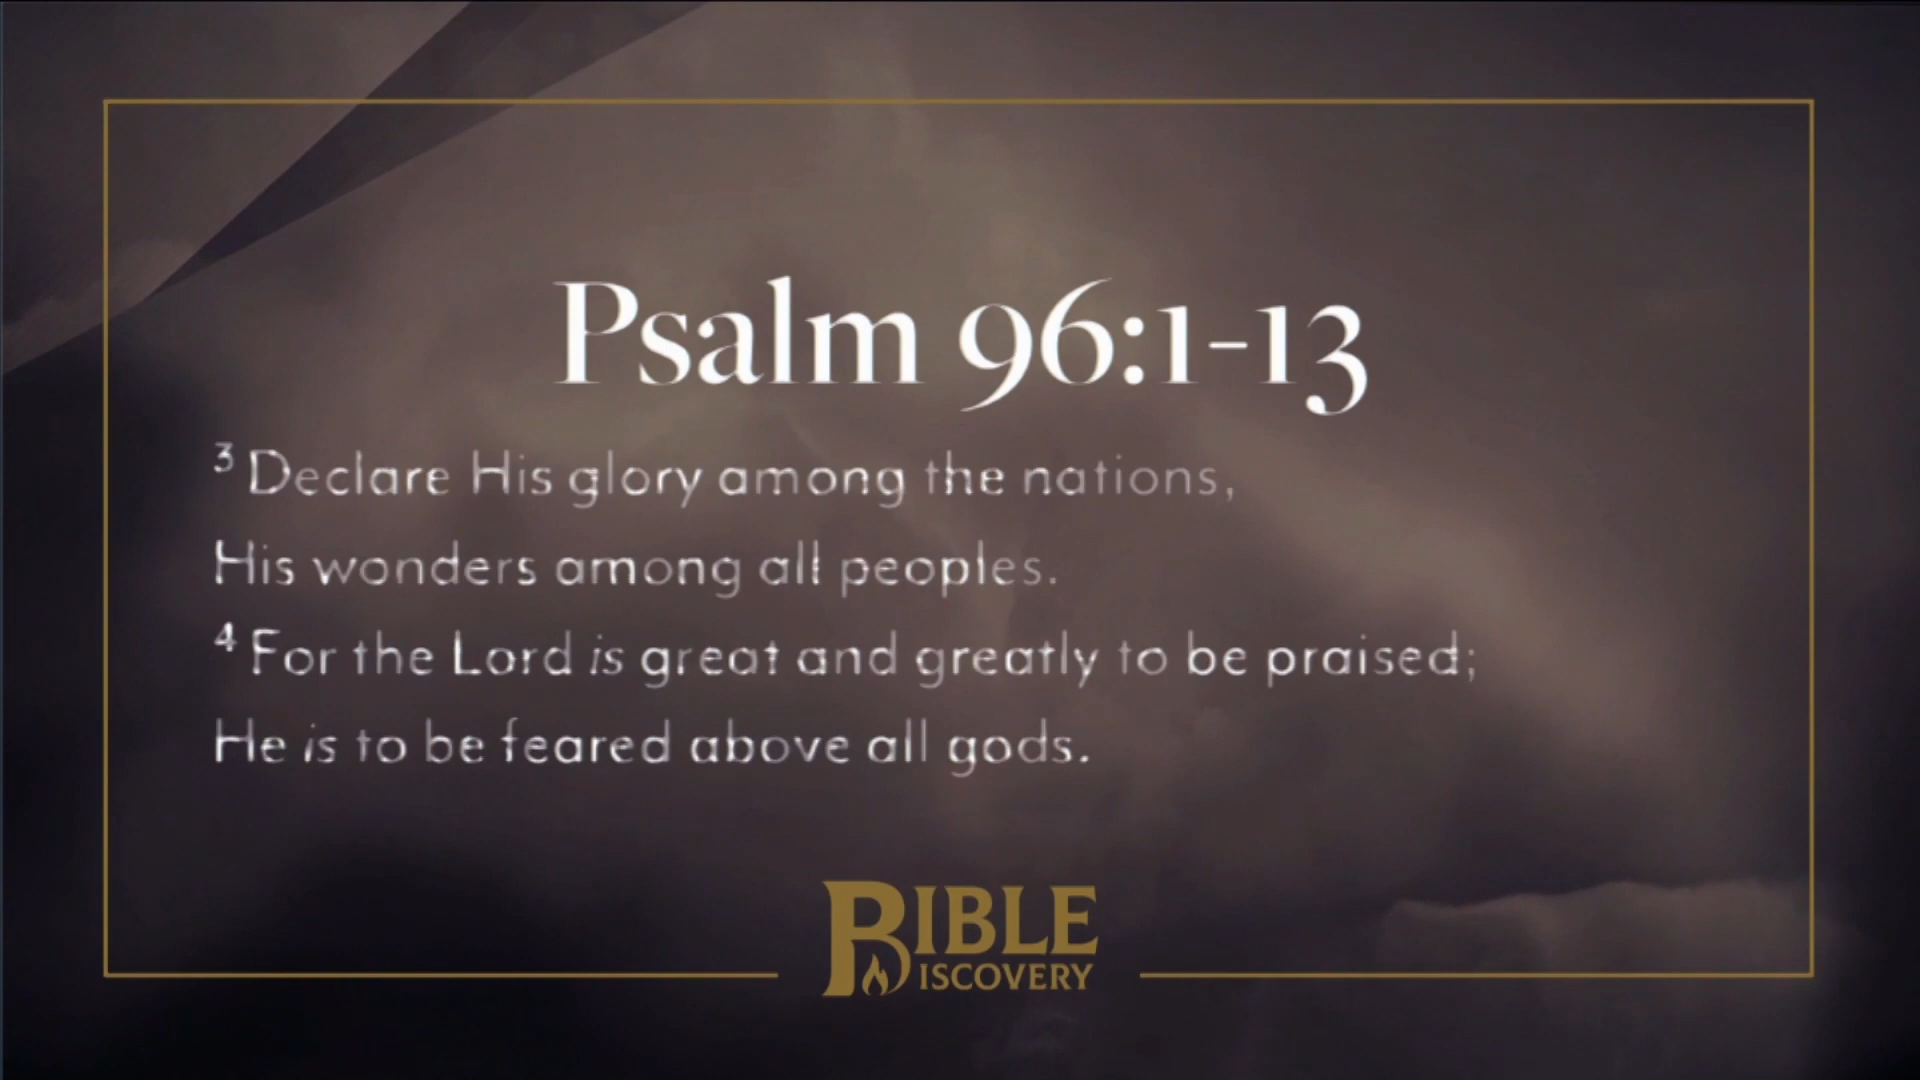 Psalm 96:1-13
3 Declare His glory among the nations,
His wonders among all peoples.
4 For the Lord is great and greatly to be praised;
He is to be feared above all gods.
BIBLE
DISCOVERY